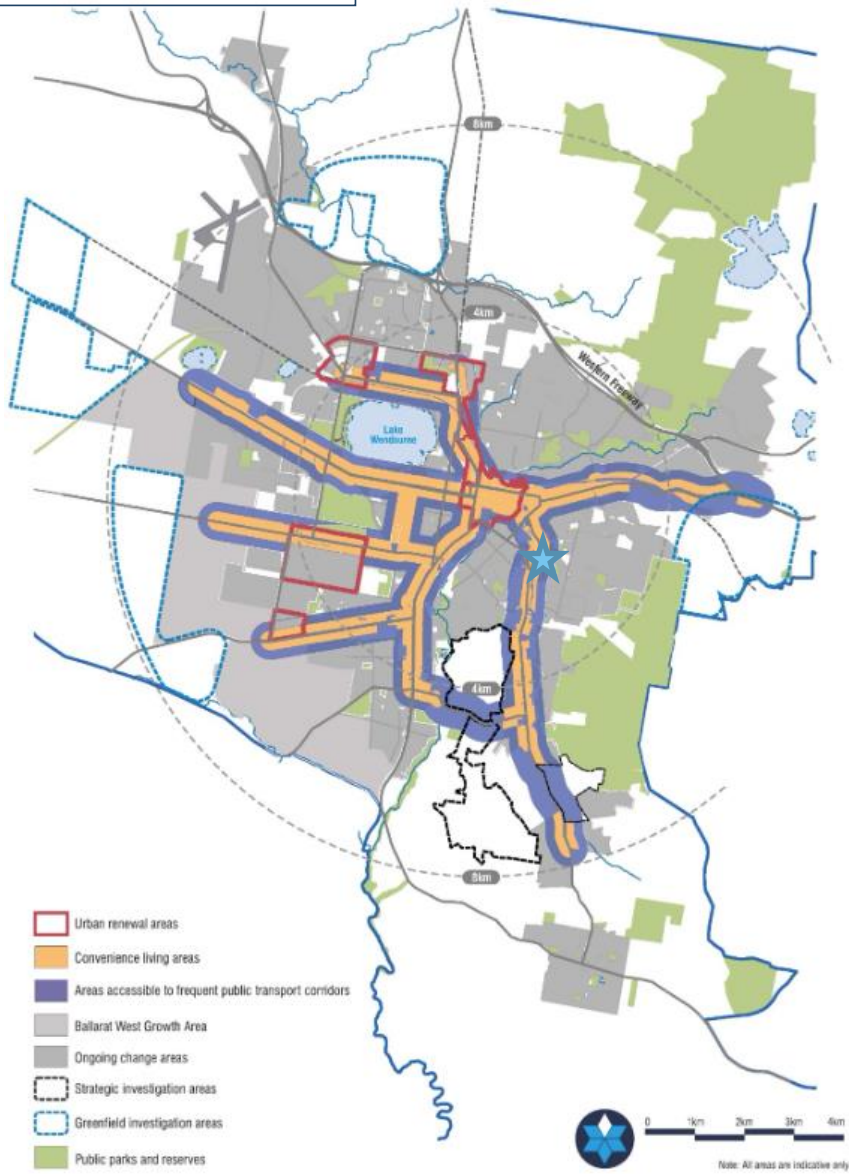 8km
4km
Western Freeway
Lake
Wendouree
4km
8km
Urban renewal areas
Convenience living areas
Areas accessible to frequent public transport corridors
Ballarat West Growth Area
Ongoing change areas
Strategic investigation areas
Greenfield investigation areas
Public parks and reserves
0 1km 2km 3km 4km
Note: All areas are indicative only